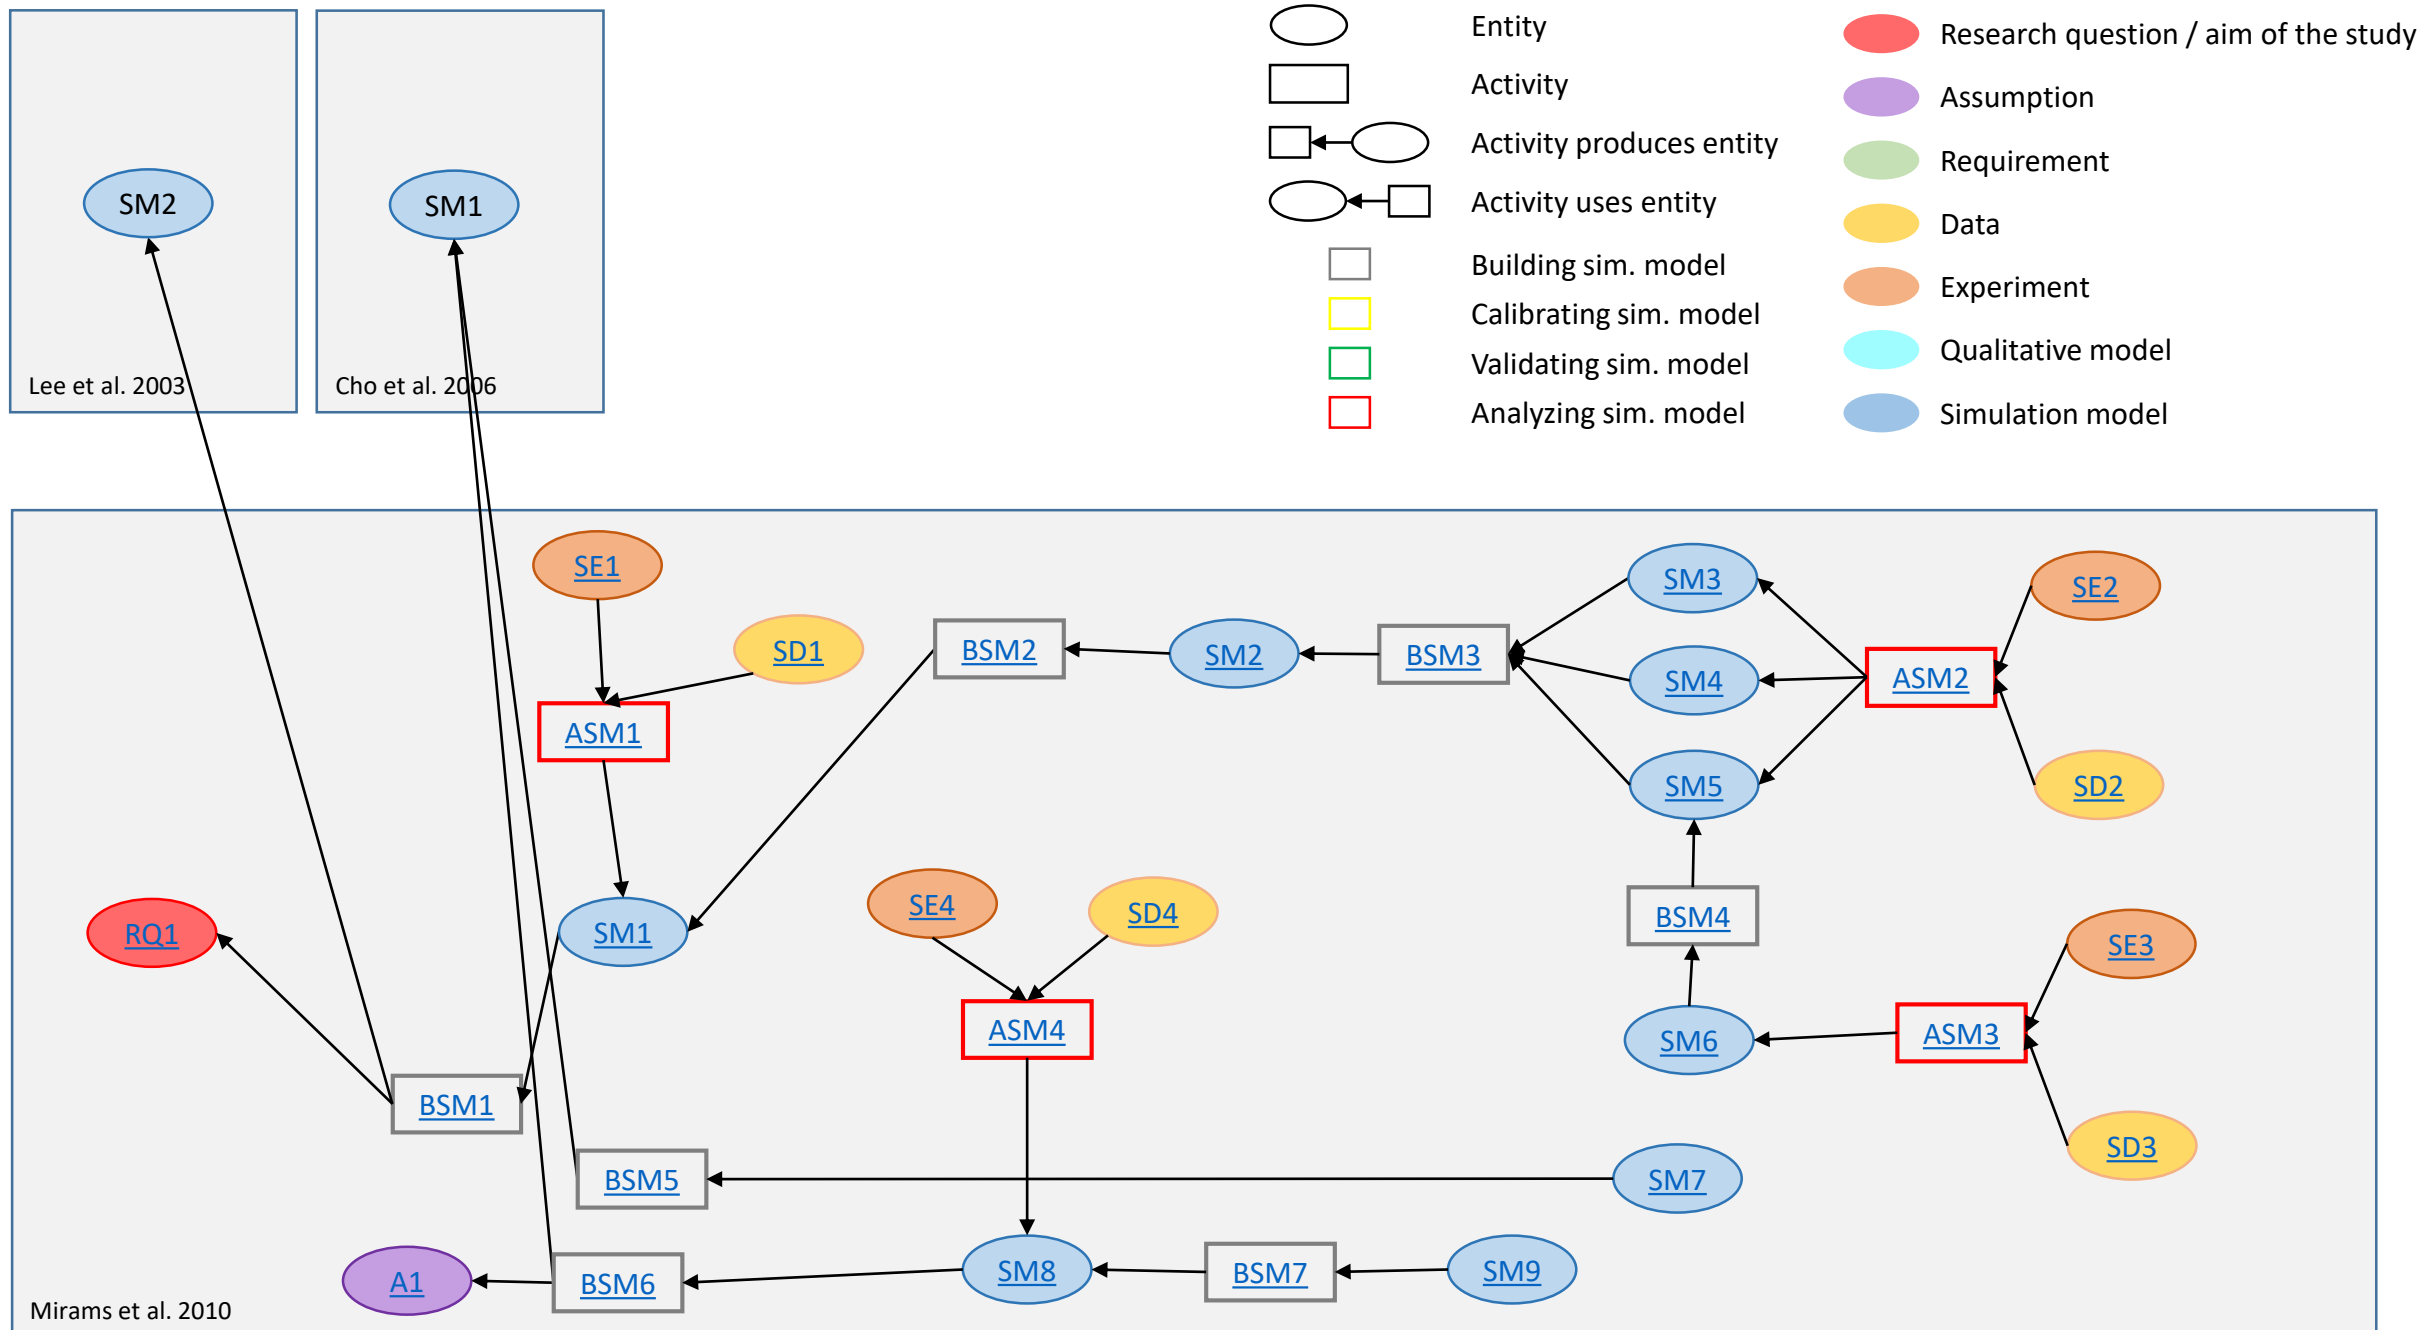 SM2
Lee et al. 2003
SM1
Cho et al. 2006
Entity
Activity
Activity produces entity
Activity uses entity
Building sim. model
Calibrating sim. model
Validating sim. model
Analyzing sim. model
Research question / aim of the study
Assumption
Requirement
Data
Experiment
Qualitative model
Simulation model
SE1
SD1
ASM1
BSM2
SM2
BSM3
SM3
SM4
SM5
ASM2
SE2
SD2
RQ1
SM1
SE4
SD4
ASM4
BSM4
SM6
ASM3
SE3
SD3
BSM1
BSM5
SM7
A1
BSM6
SM8
BSM7
SM9
Mirams et al. 2010